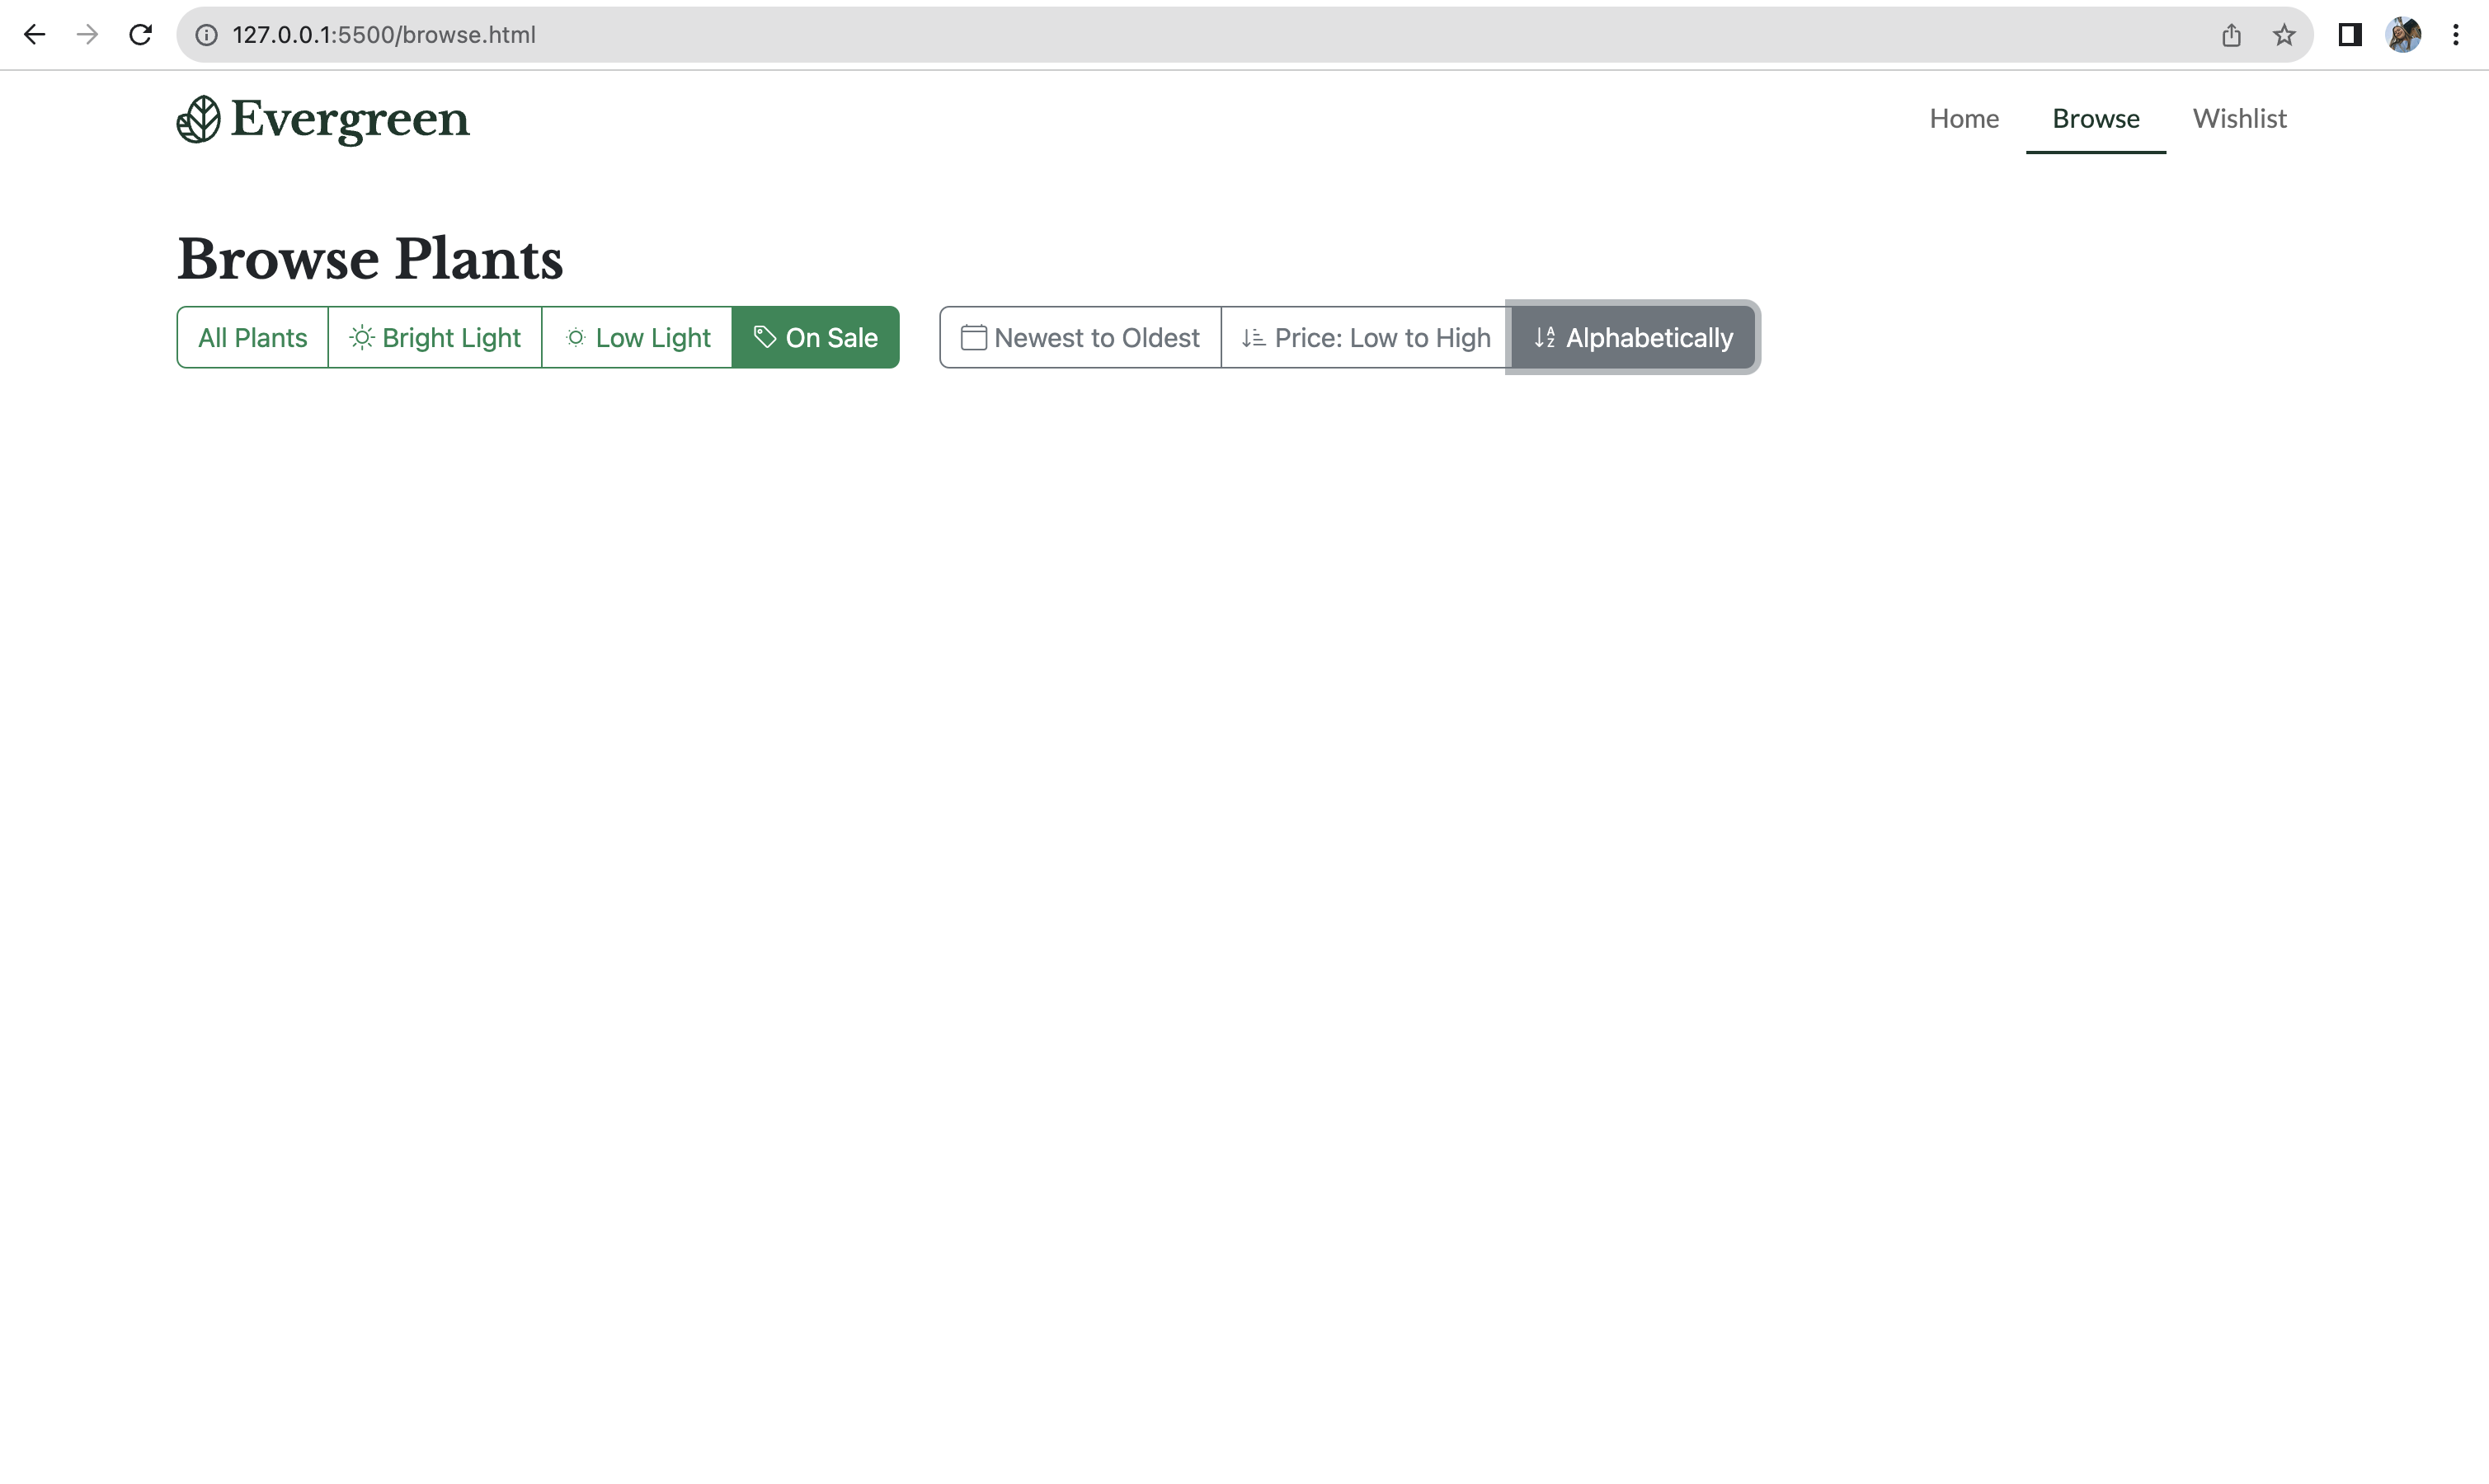 127.0.0.1:5500/browse.html
Evergreen
Home Browse Wishlist
Browse Plants
All Plants Bright Light Low Light On Sale Newest to Oldest Price: Low to High Alphabetically